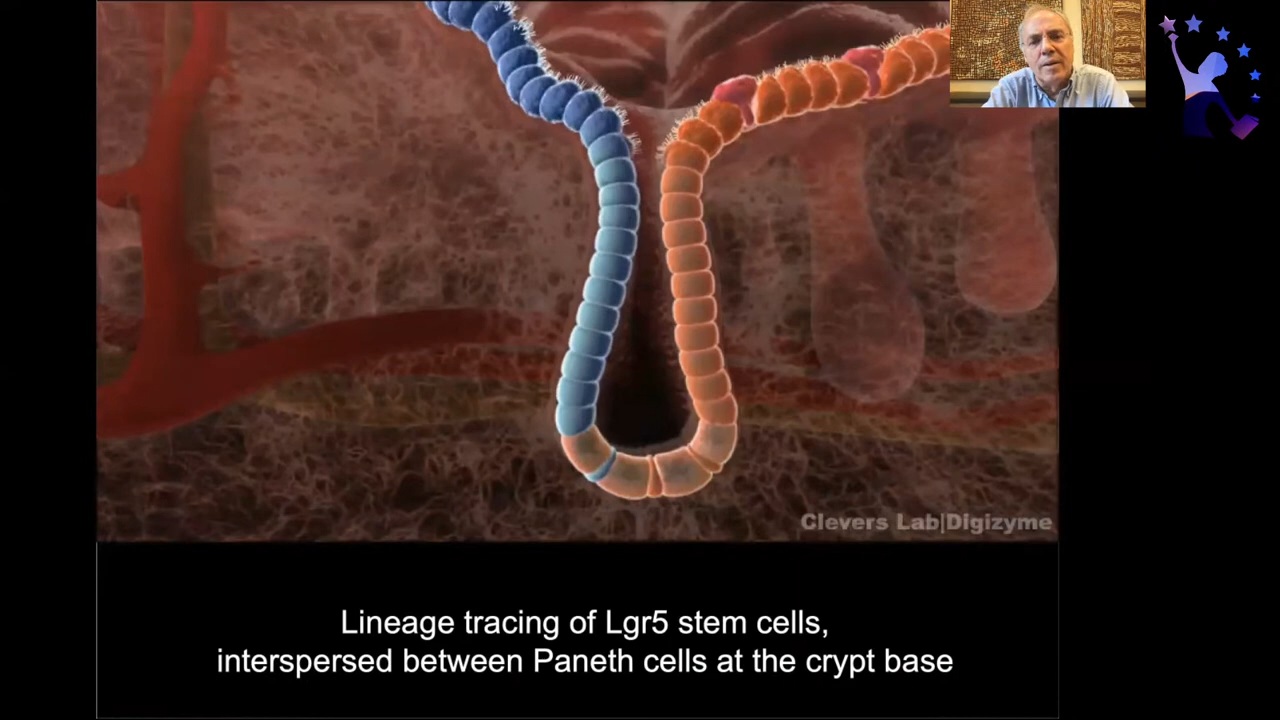 Clevers Lab|Digizyme
Lineage tracing of Lgr5 stem cells,
interspersed between Paneth cells at the crypt base